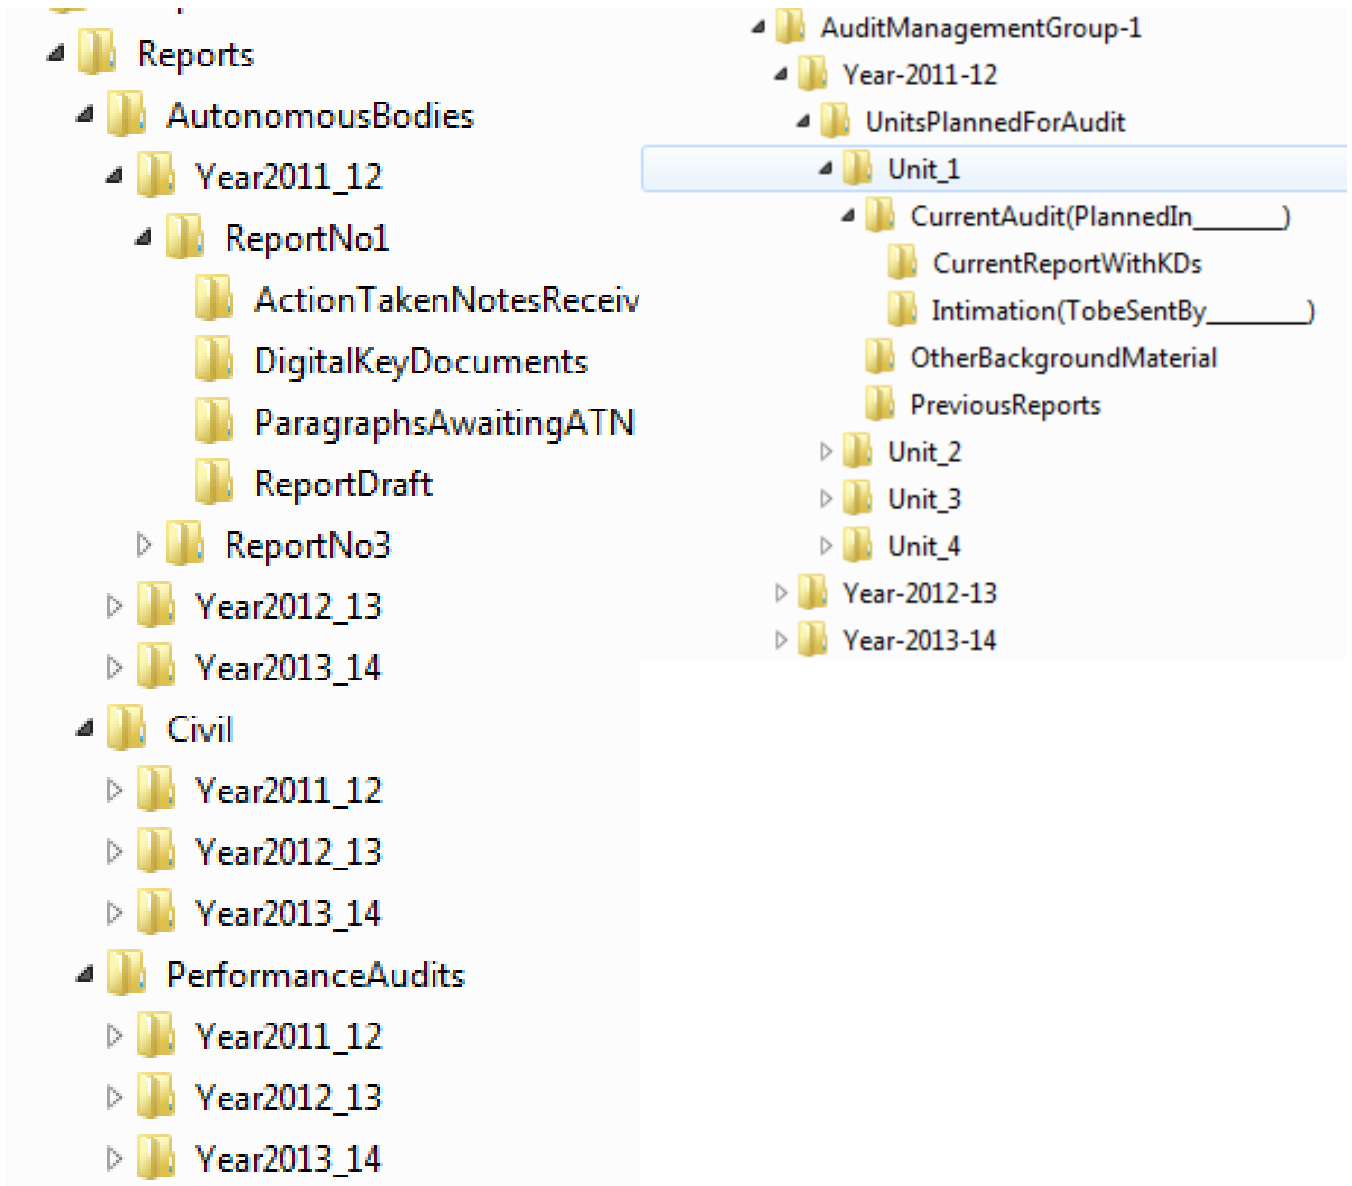 Reports
AutonomousBodies
Year2011_12
ReportNo1
ActionTakenNotesReceiv
DigitalKeyDocuments
ParagraphsAwaitingATN
ReportDraft
ReportNo3
Year2012_13
Year2013_14
Civil
Year2011_12
Year2012_13
Year2013_14
PerformanceAudits
Year2011_12
Year2012_13
Year2013_14
AuditManagementGroup-1
Year-2011-12
UnitsPlannedForAudit
Unit_1
CurrentAudit(PlannedIn_______)
CurrentReportWithKDs
Intimation(TobeSentBy________)
OtherBackgroundMaterial
PreviousReports
Unit_2
Unit_3
Unit_4
Year-2012-13
Year-2013-14